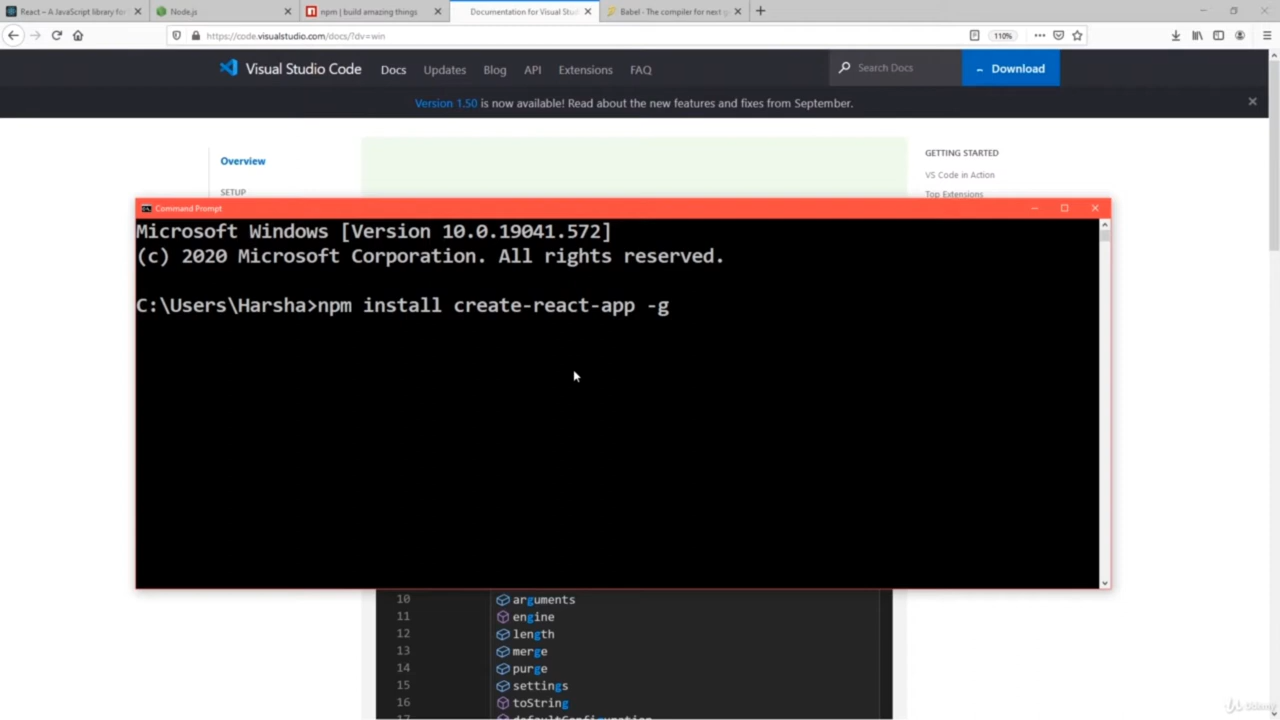 React – A JavaScript library for
Node.js
npm | build amazing things
Documentation for Visual Stu
Babel - The compiler for next g
https://code.visualstudio.com/docs/?dv=win
110%
Visual Studio Code
Docs
Updates
Blog
API
Extensions
FAQ
Search Docs
Download
Version 1.50 is now available! Read about the new features and fixes from September.
Overview
SETUP
GETTING STARTED
VS Code in Action
Top Extensions
Command Prompt
Microsoft Windows [Version 10.0.19041.572]
(c) 2020 Microsoft Corporation. All rights reserved.
C:\Users\Harsha>npm install create-react-app -g
10 arguments
11 engine
12 length
13 merge
14 purge
15 settings
16 toString
17 defaultConfiguration
Udemy